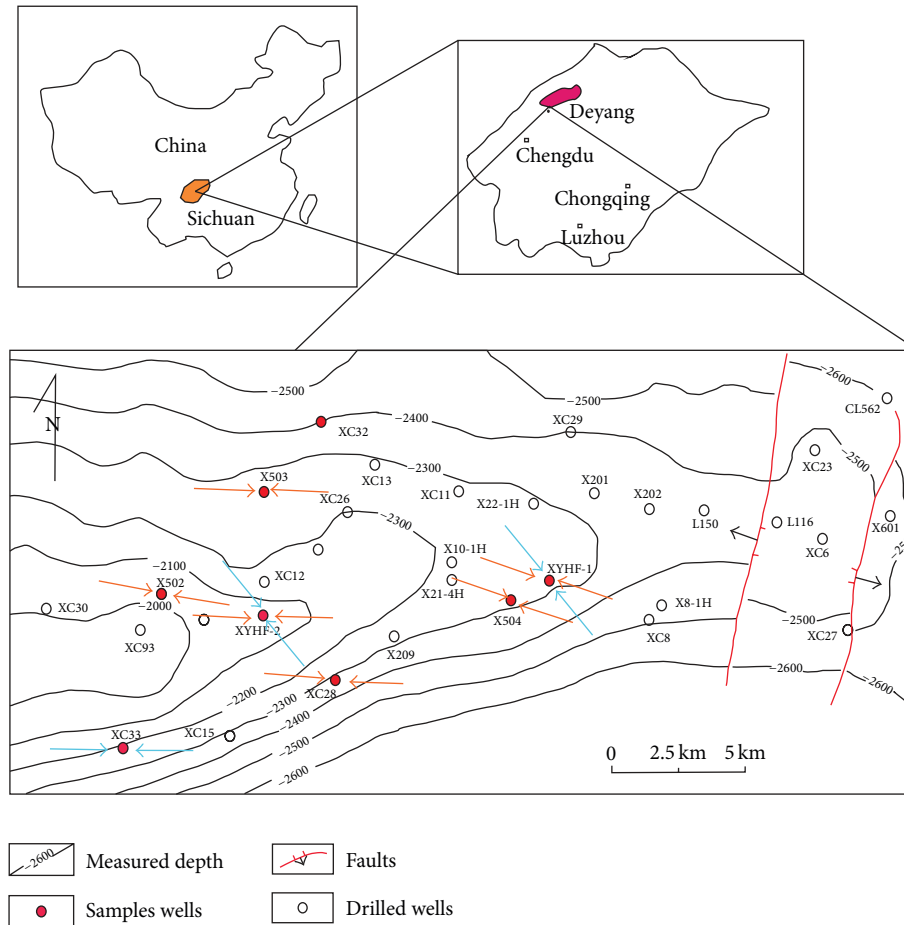 China
Sichuan
Deyang
Chengdu
Chongqing
Luzhou
N
−2500
−2400
XC32
−2500
XC29
−2600
CL562
XC23
−2500
X503
XC26
XC13
−2300
XC11
X22-1H
X201
X202
L150
L116
X601
XC6
−2300
−2100
X502
XC12
X10-1H
X21-4H
XYHF-1
X504
XC30
−2000
XC93
XYHF-2
X209
X8-1H
XC8
−2500
XC27
−2600
−2600
XC28
−2200
−2300
−2400
−2500
−2600
XC33
XC15
0 2.5 km 5 km
−2600 Measured depth
Faults
Samples wells
Drilled wells